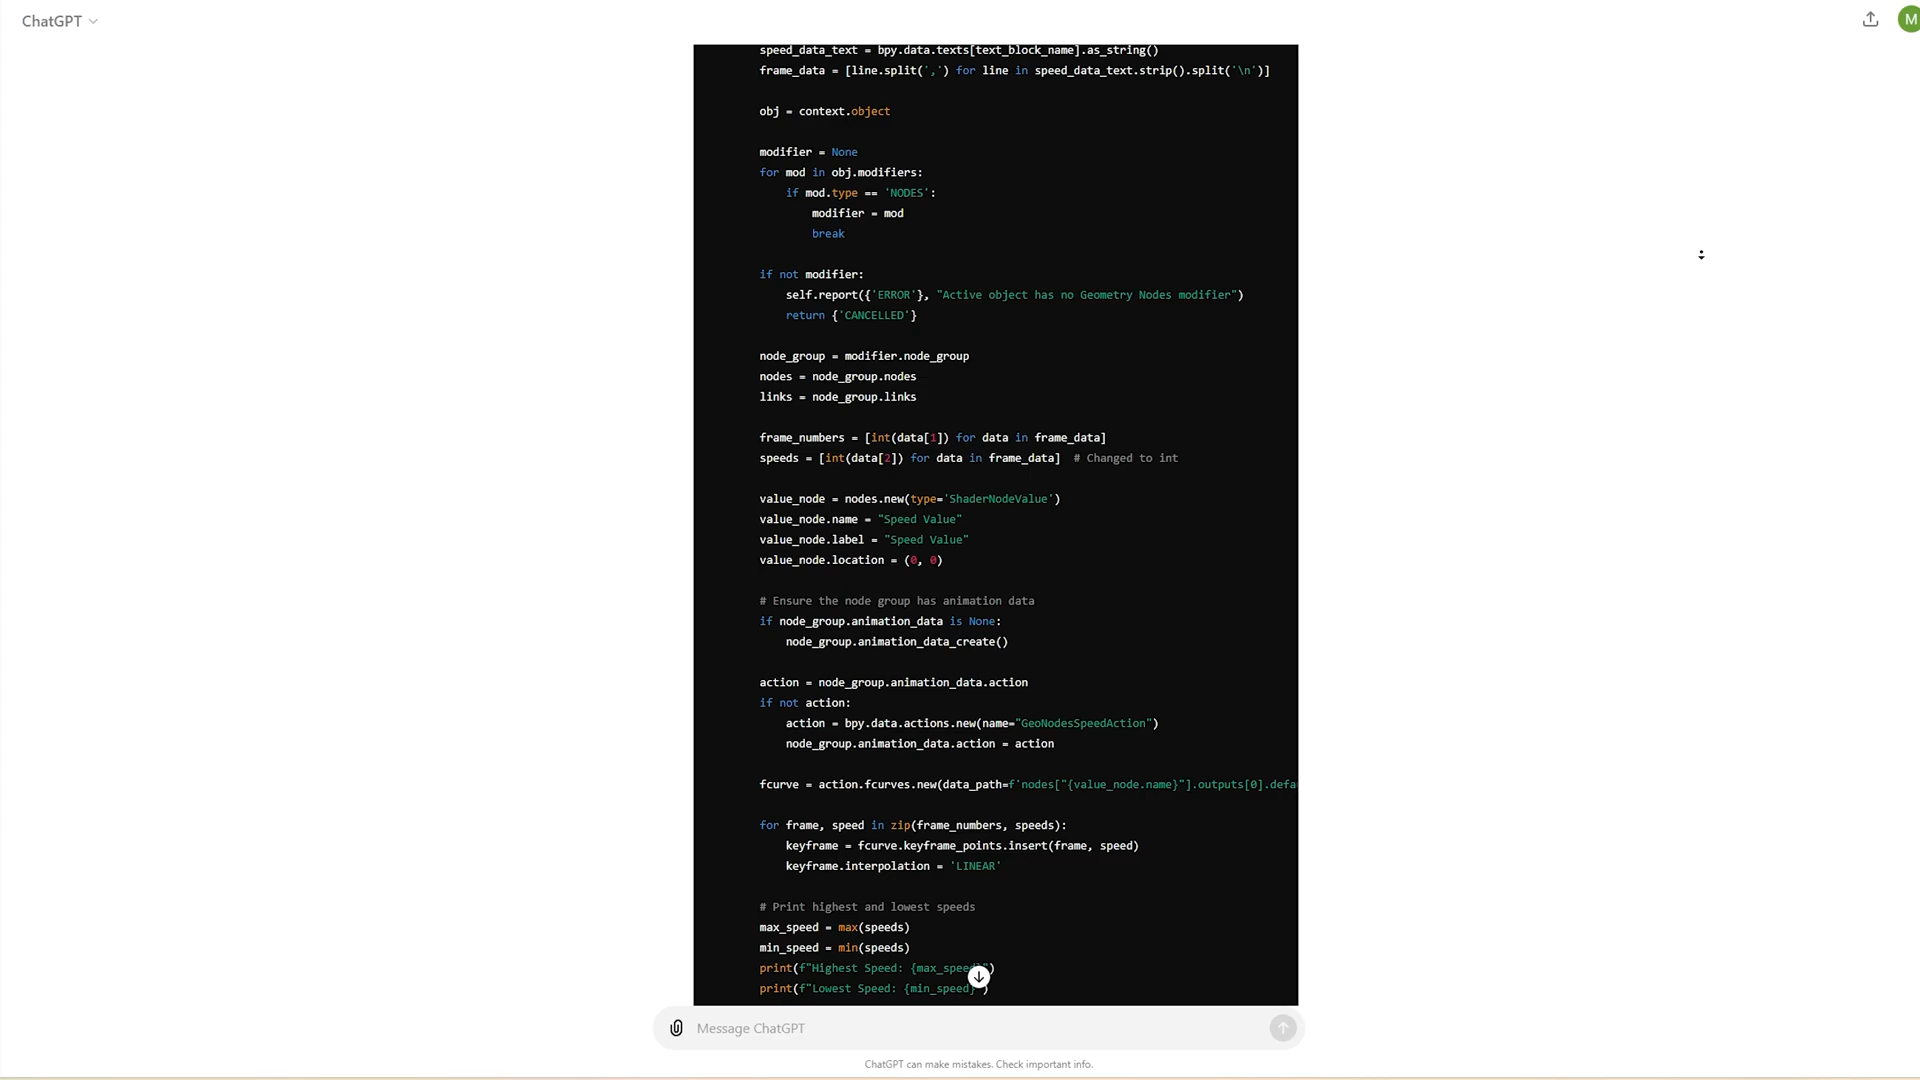 ChatGPT
M
speed_data_text = bpy.data.texts[text_block_name].as_string()
frame_data = [line.split(',') for line in speed_data_text.strip().split('\n')]
obj = context.object
modifier = None
for mod in obj.modifiers:
if mod.type == 'NODES':
modifier = mod
break
if not modifier:
self.report({'ERROR'}, "Active object has no Geometry Nodes modifier")
return {'CANCELLED'}
node_group = modifier.node_group
nodes = node_group.nodes
links = node_group.links
frame_numbers = [int(data[1]) for data in frame_data]
speeds = [int(data[2]) for data in frame_data]  # Changed to int
value_node = nodes.new(type='ShaderNodeValue')
value_node.name = "Speed Value"
value_node.label = "Speed Value"
value_node.location = (0, 0)
# Ensure the node group has animation data
if node_group.animation_data is None:
node_group.animation_data_create()
action = node_group.animation_data.action
if not action:
action = bpy.data.actions.new(name="GeoNodesSpeedAction")
node_group.animation_data.action = action
fcurve = action.fcurves.new(data_path=f'nodes["{value_node.name}"].outputs[0].defa
for frame, speed in zip(frame_numbers, speeds):
keyframe = fcurve.keyframe_points.insert(frame, speed)
keyframe.interpolation = 'LINEAR'
# Print highest and lowest speeds
max_speed = max(speeds)
min_speed = min(speeds)
print(f"Highest Speed: {max_speed}")
print(f"Lowest Speed: {min_speed}")
Message ChatGPT
ChatGPT can make mistakes. Check important info.